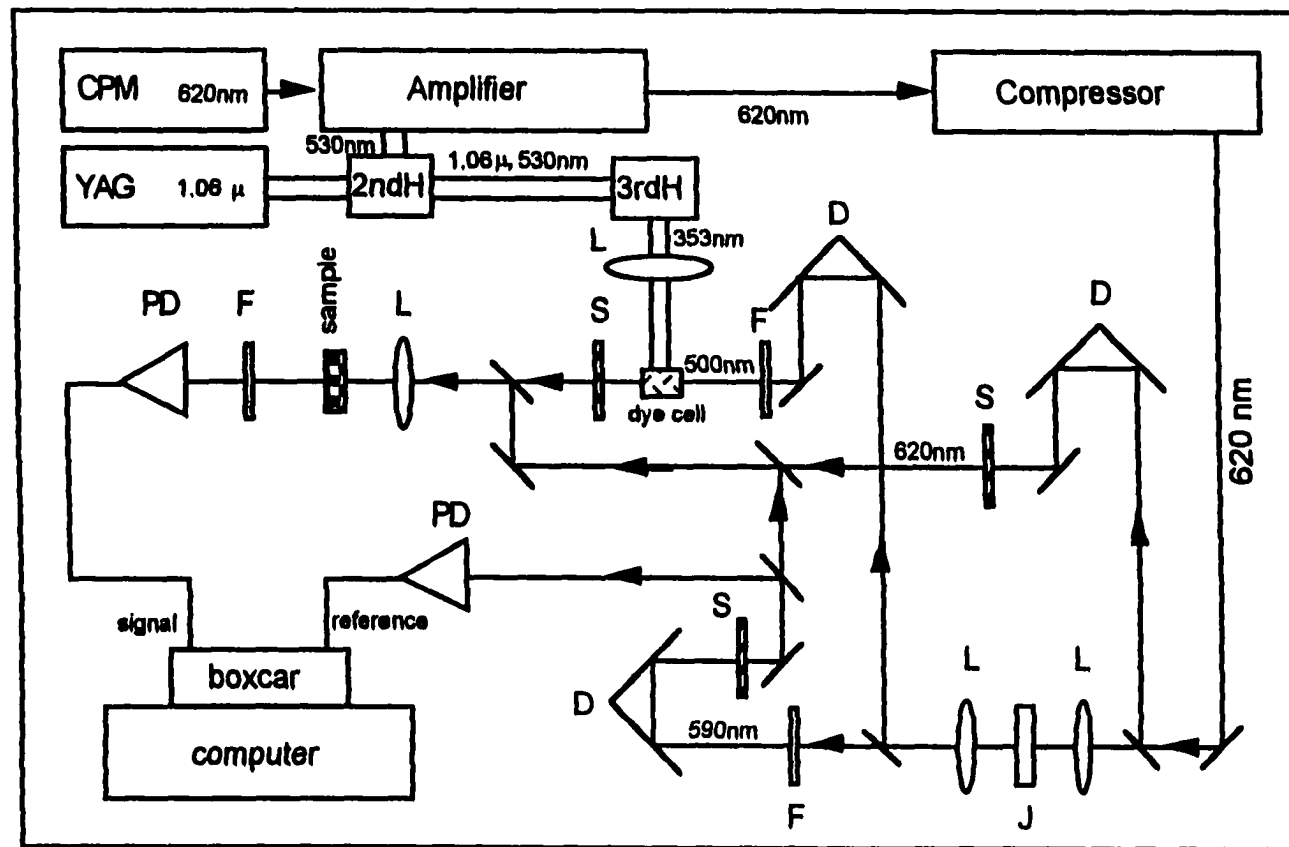 CPM 620nm
Amplifier
620nm
Compressor
530nm
YAG 1.06 μ
2ndH
1.06 μ, 530nm
3rdH
353nm
L
D
D
PD
F
sample
L
S
500nm
F
dye cell
S
620nm
620 nm
PD
signal
reference
S
boxcar
D
590nm
L
L
computer
F
J